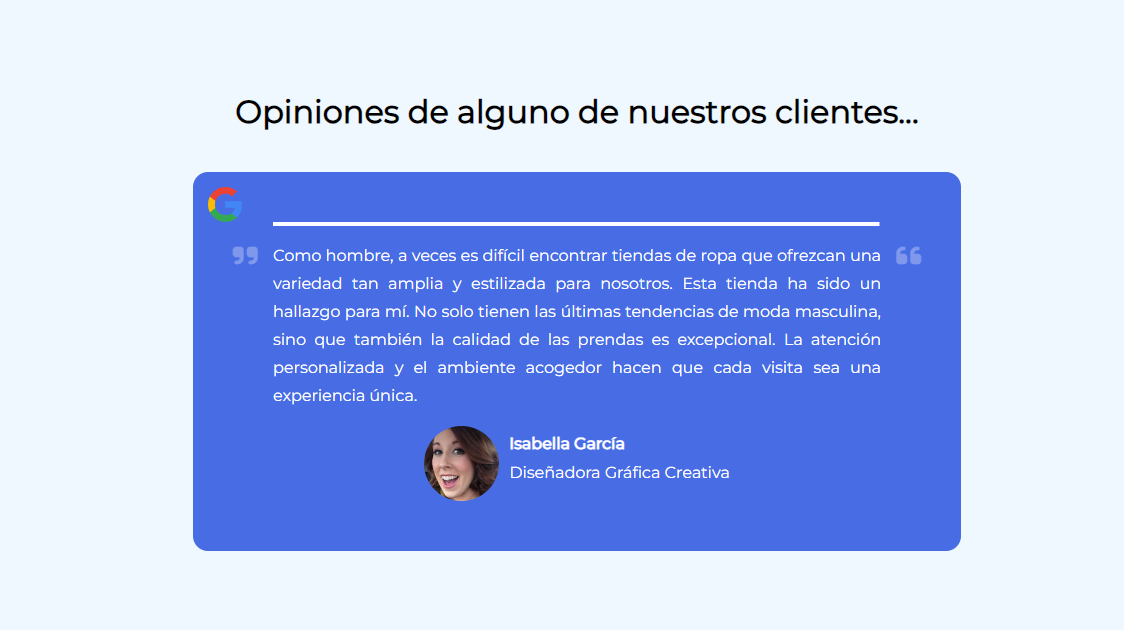 Opiniones de alguno de nuestros clientes...
Como hombre, a veces es difícil encontrar tiendas de ropa que ofrezcan una
variedad tan amplia y estilizada para nosotros. Esta tienda ha sido un
hallazgo para mí. No solo tienen las últimas tendencias de moda masculina,
sino que también la calidad de las prendas es excepcional. La atención
personalizada y el ambiente acogedor hacen que cada visita sea una
experiencia única.
Isabella García
Diseñadora Gráfica Creativa